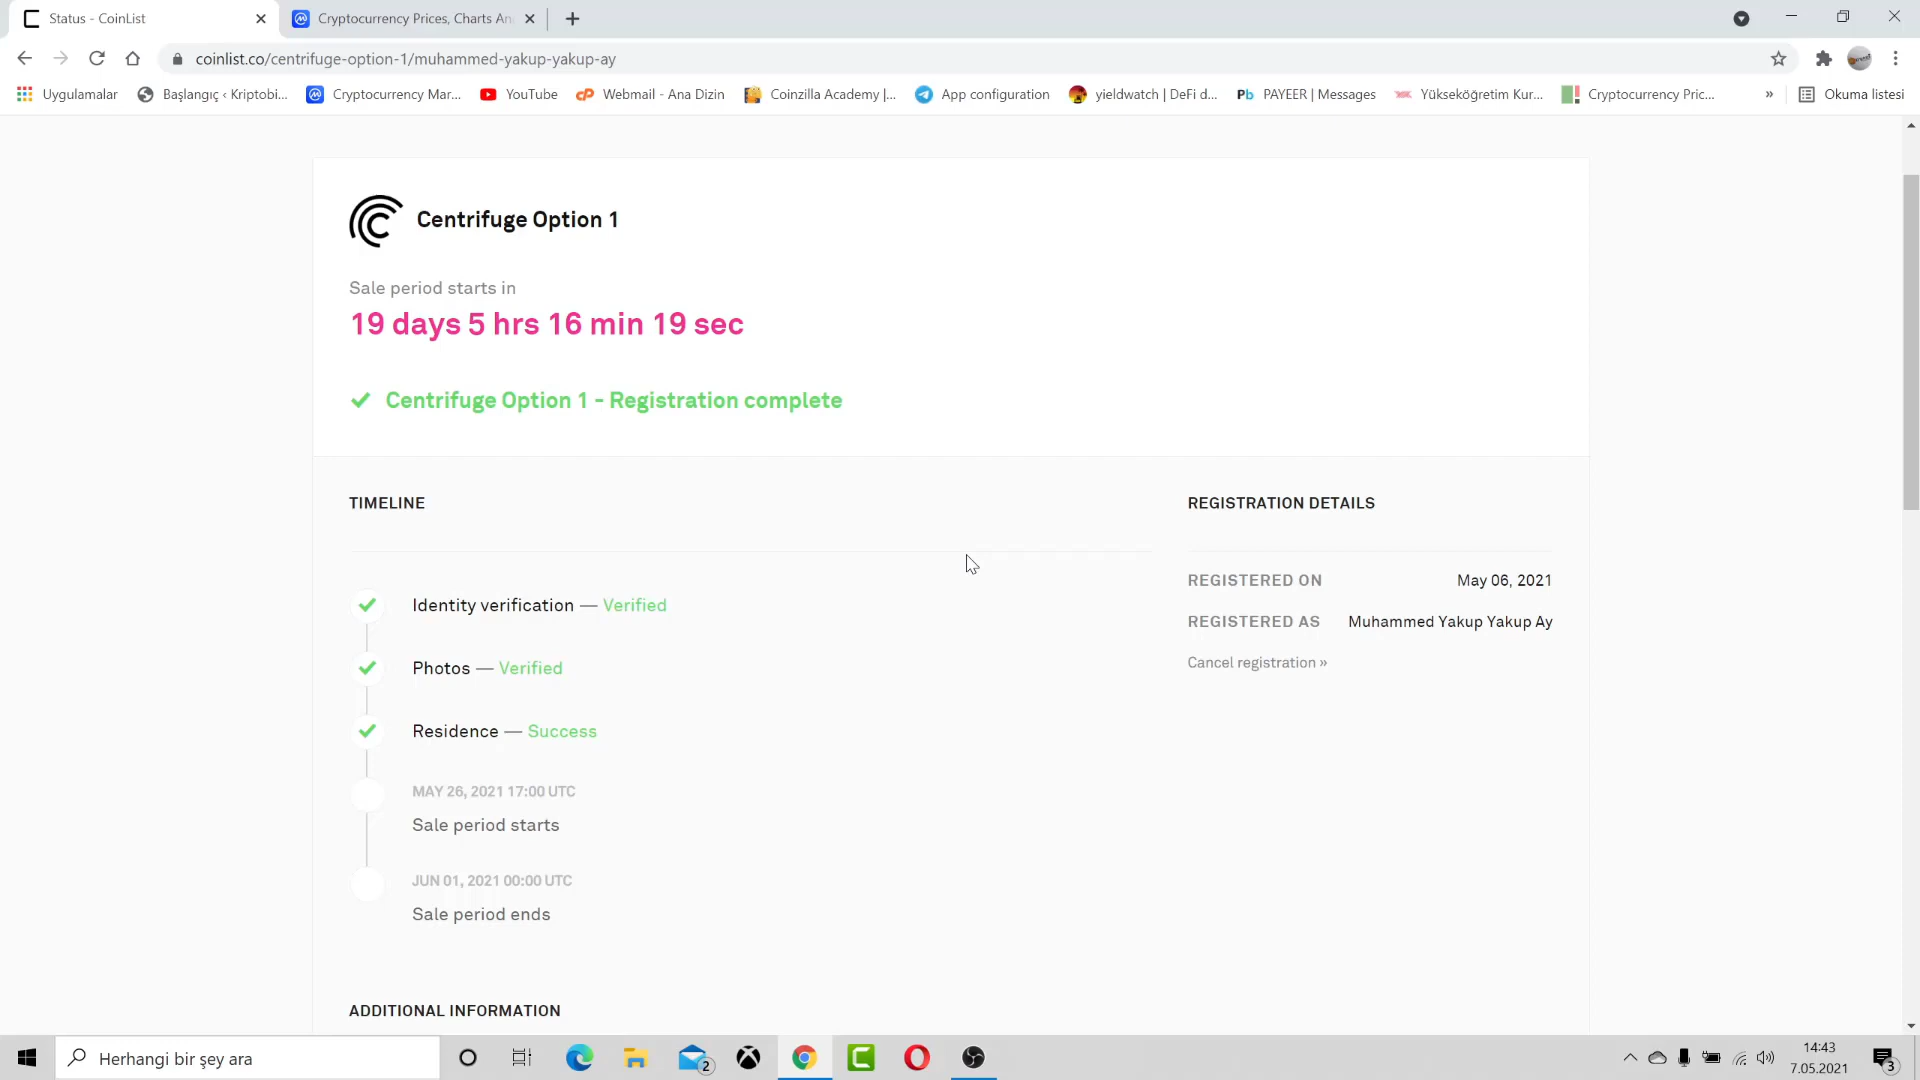 Status - CoinList
Cryptocurrency Prices, Charts An
coinlist.co/centrifuge-option-1/muhammed-yakup-yakup-ay
Uygulamalar
Başlangıç ‹ Kriptobi...
Cryptocurrency Mar...
YouTube
cP Webmail - Ana Dizin
Coinzilla Academy |...
App configuration
yieldwatch | DeFi d...
Pb PAYEER | Messages
Yükseköğretim Kur...
Cryptocurrency Pric...
»
Okuma listesi
Centrifuge Option 1
Sale period starts in
19 days 5 hrs 16 min 19 sec
Centrifuge Option 1 - Registration complete
TIMELINE
Identity verification — Verified
Photos — Verified
Residence — Success
MAY 26, 2021 17:00 UTC
Sale period starts
JUN 01, 2021 00:00 UTC
Sale period ends
REGISTRATION DETAILS
REGISTERED ON May 06, 2021
REGISTERED AS Muhammed Yakup Yakup Ay
Cancel registration »
ADDITIONAL INFORMATION
Herhangi bir şey ara
2
14:43
7.05.2021
3